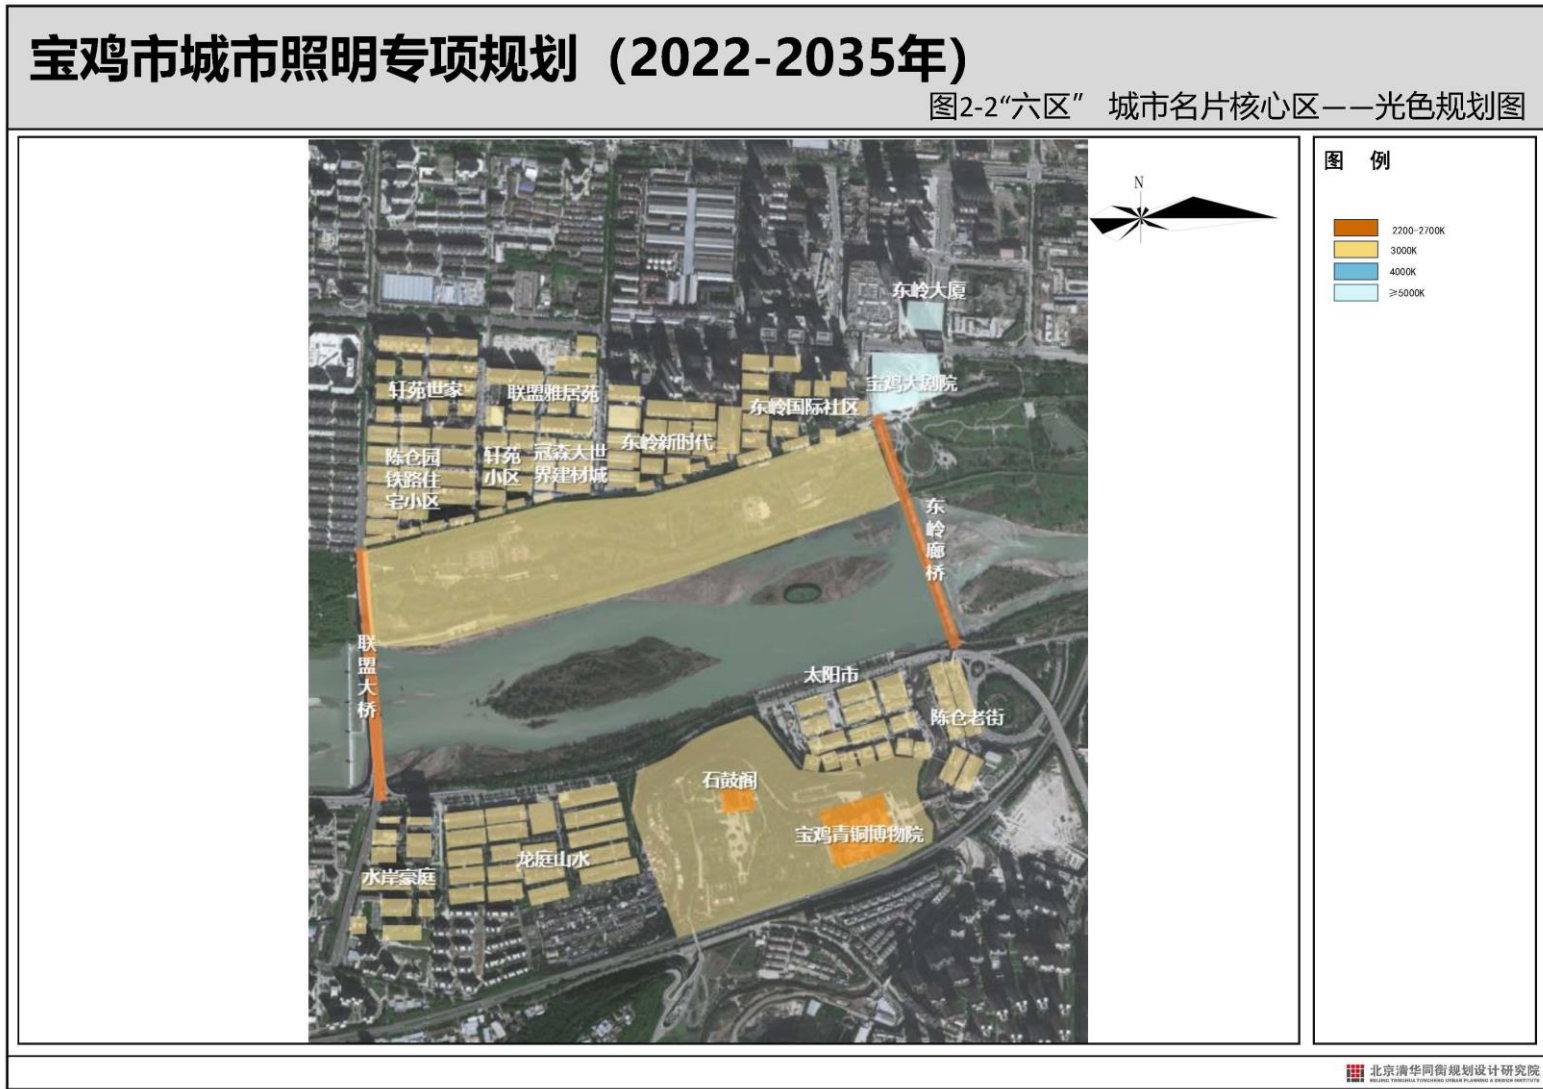 宝鸡市城市照明专项规划（2022-2035年）
图2-2“六区” 城市名片核心区——光色规划图
图 例
N
2200-2700K
3000K
4000K
≥5000K
东岭大厦
宝鸡大剧院
轩苑世家
联盟雅居苑
东岭国际社区
东岭新时代
陈仓园
铁路住
宅小区
轩苑
小区
冠森大世
界建材城
东岭廊桥
联盟大桥
太阳市
陈仓老街
石鼓阁
宝鸡青铜博物院
龙庭山水
水岸豪庭
北京清华同衡规划设计研究院